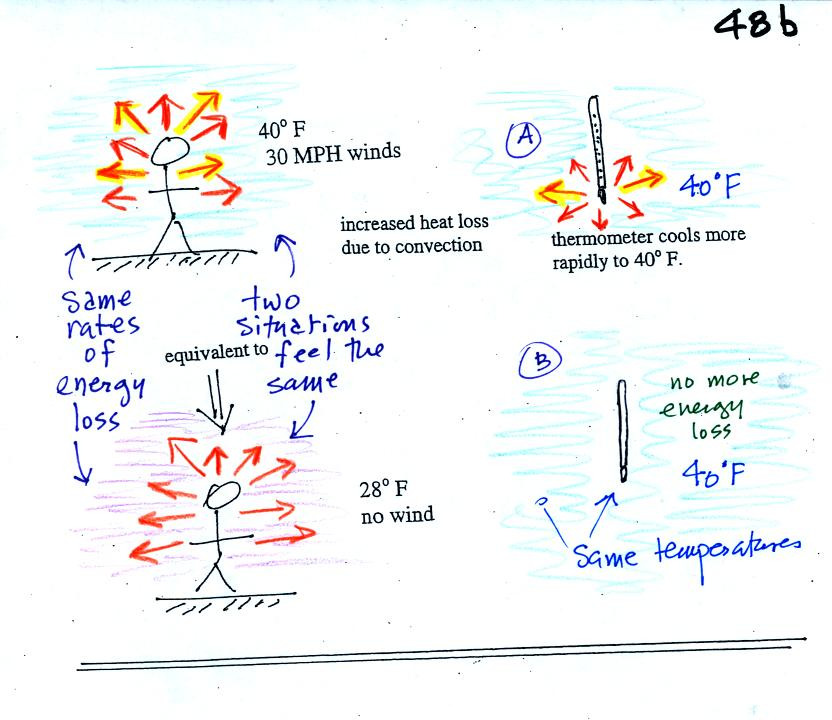 48b
40° F
30 MPH winds
increased heat loss
due to convection
Same
rates
of
energy
loss
two
situations
feel the
same
equivalent to
28° F
no wind
A
40°F
thermometer cools more
rapidly to 40° F.
B
no more
energy
loss
40°F
Same temperatures